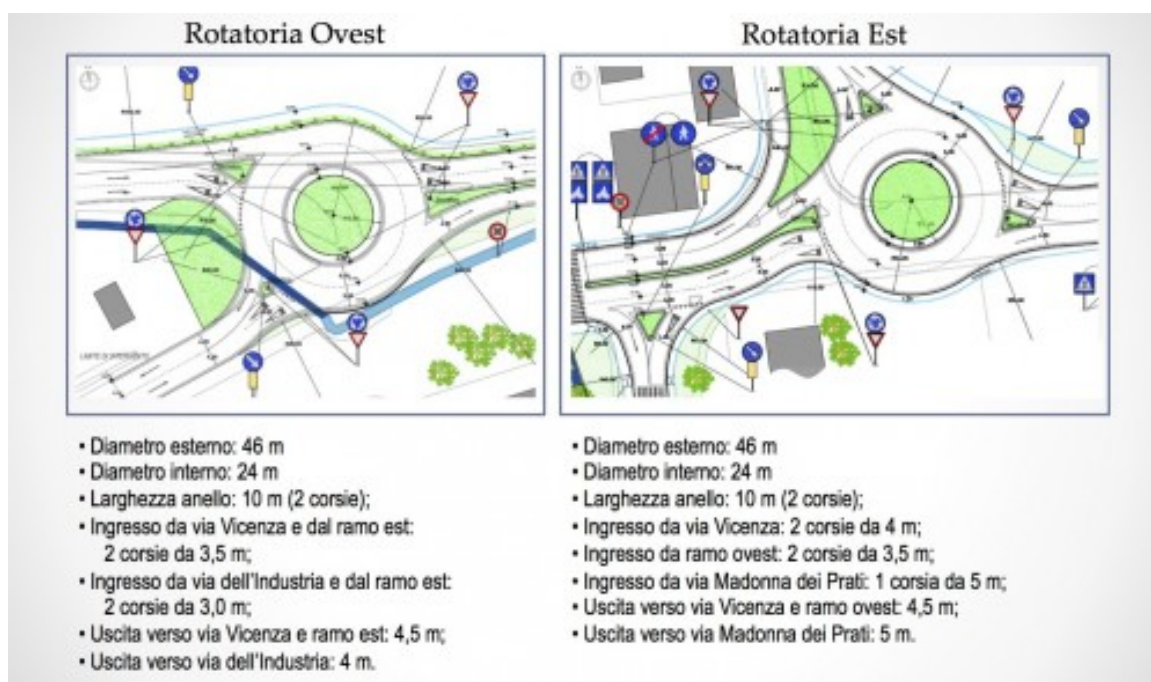 Rotatoria Ovest
• Diametro esterno: 46 m
• Diametro interno: 24 m
• Larghezza anello: 10 m (2 corsie);
• Ingresso da via Vicenza e dal ramo est:
2 corsie da 3,5 m;
• Ingresso da via dell'Industria e dal ramo est:
2 corsie da 3,0 m;
• Uscita verso via Vicenza e ramo est: 4,5 m;
• Uscita verso via dell'Industria: 4 m.
Rotatoria Est
• Diametro esterno: 46 m
• Diametro interno: 24 m
• Larghezza anello: 10 m (2 corsie);
• Ingresso da via Vicenza: 2 corsie da 4 m;
• Ingresso da ramo ovest: 2 corsie da 3,5 m;
• Ingresso da via Madonna dei Prati: 1 corsia da 5 m;
• Uscita verso via Vicenza e ramo ovest: 4,5 m;
• Uscita verso via Madonna dei Prati: 5 m.